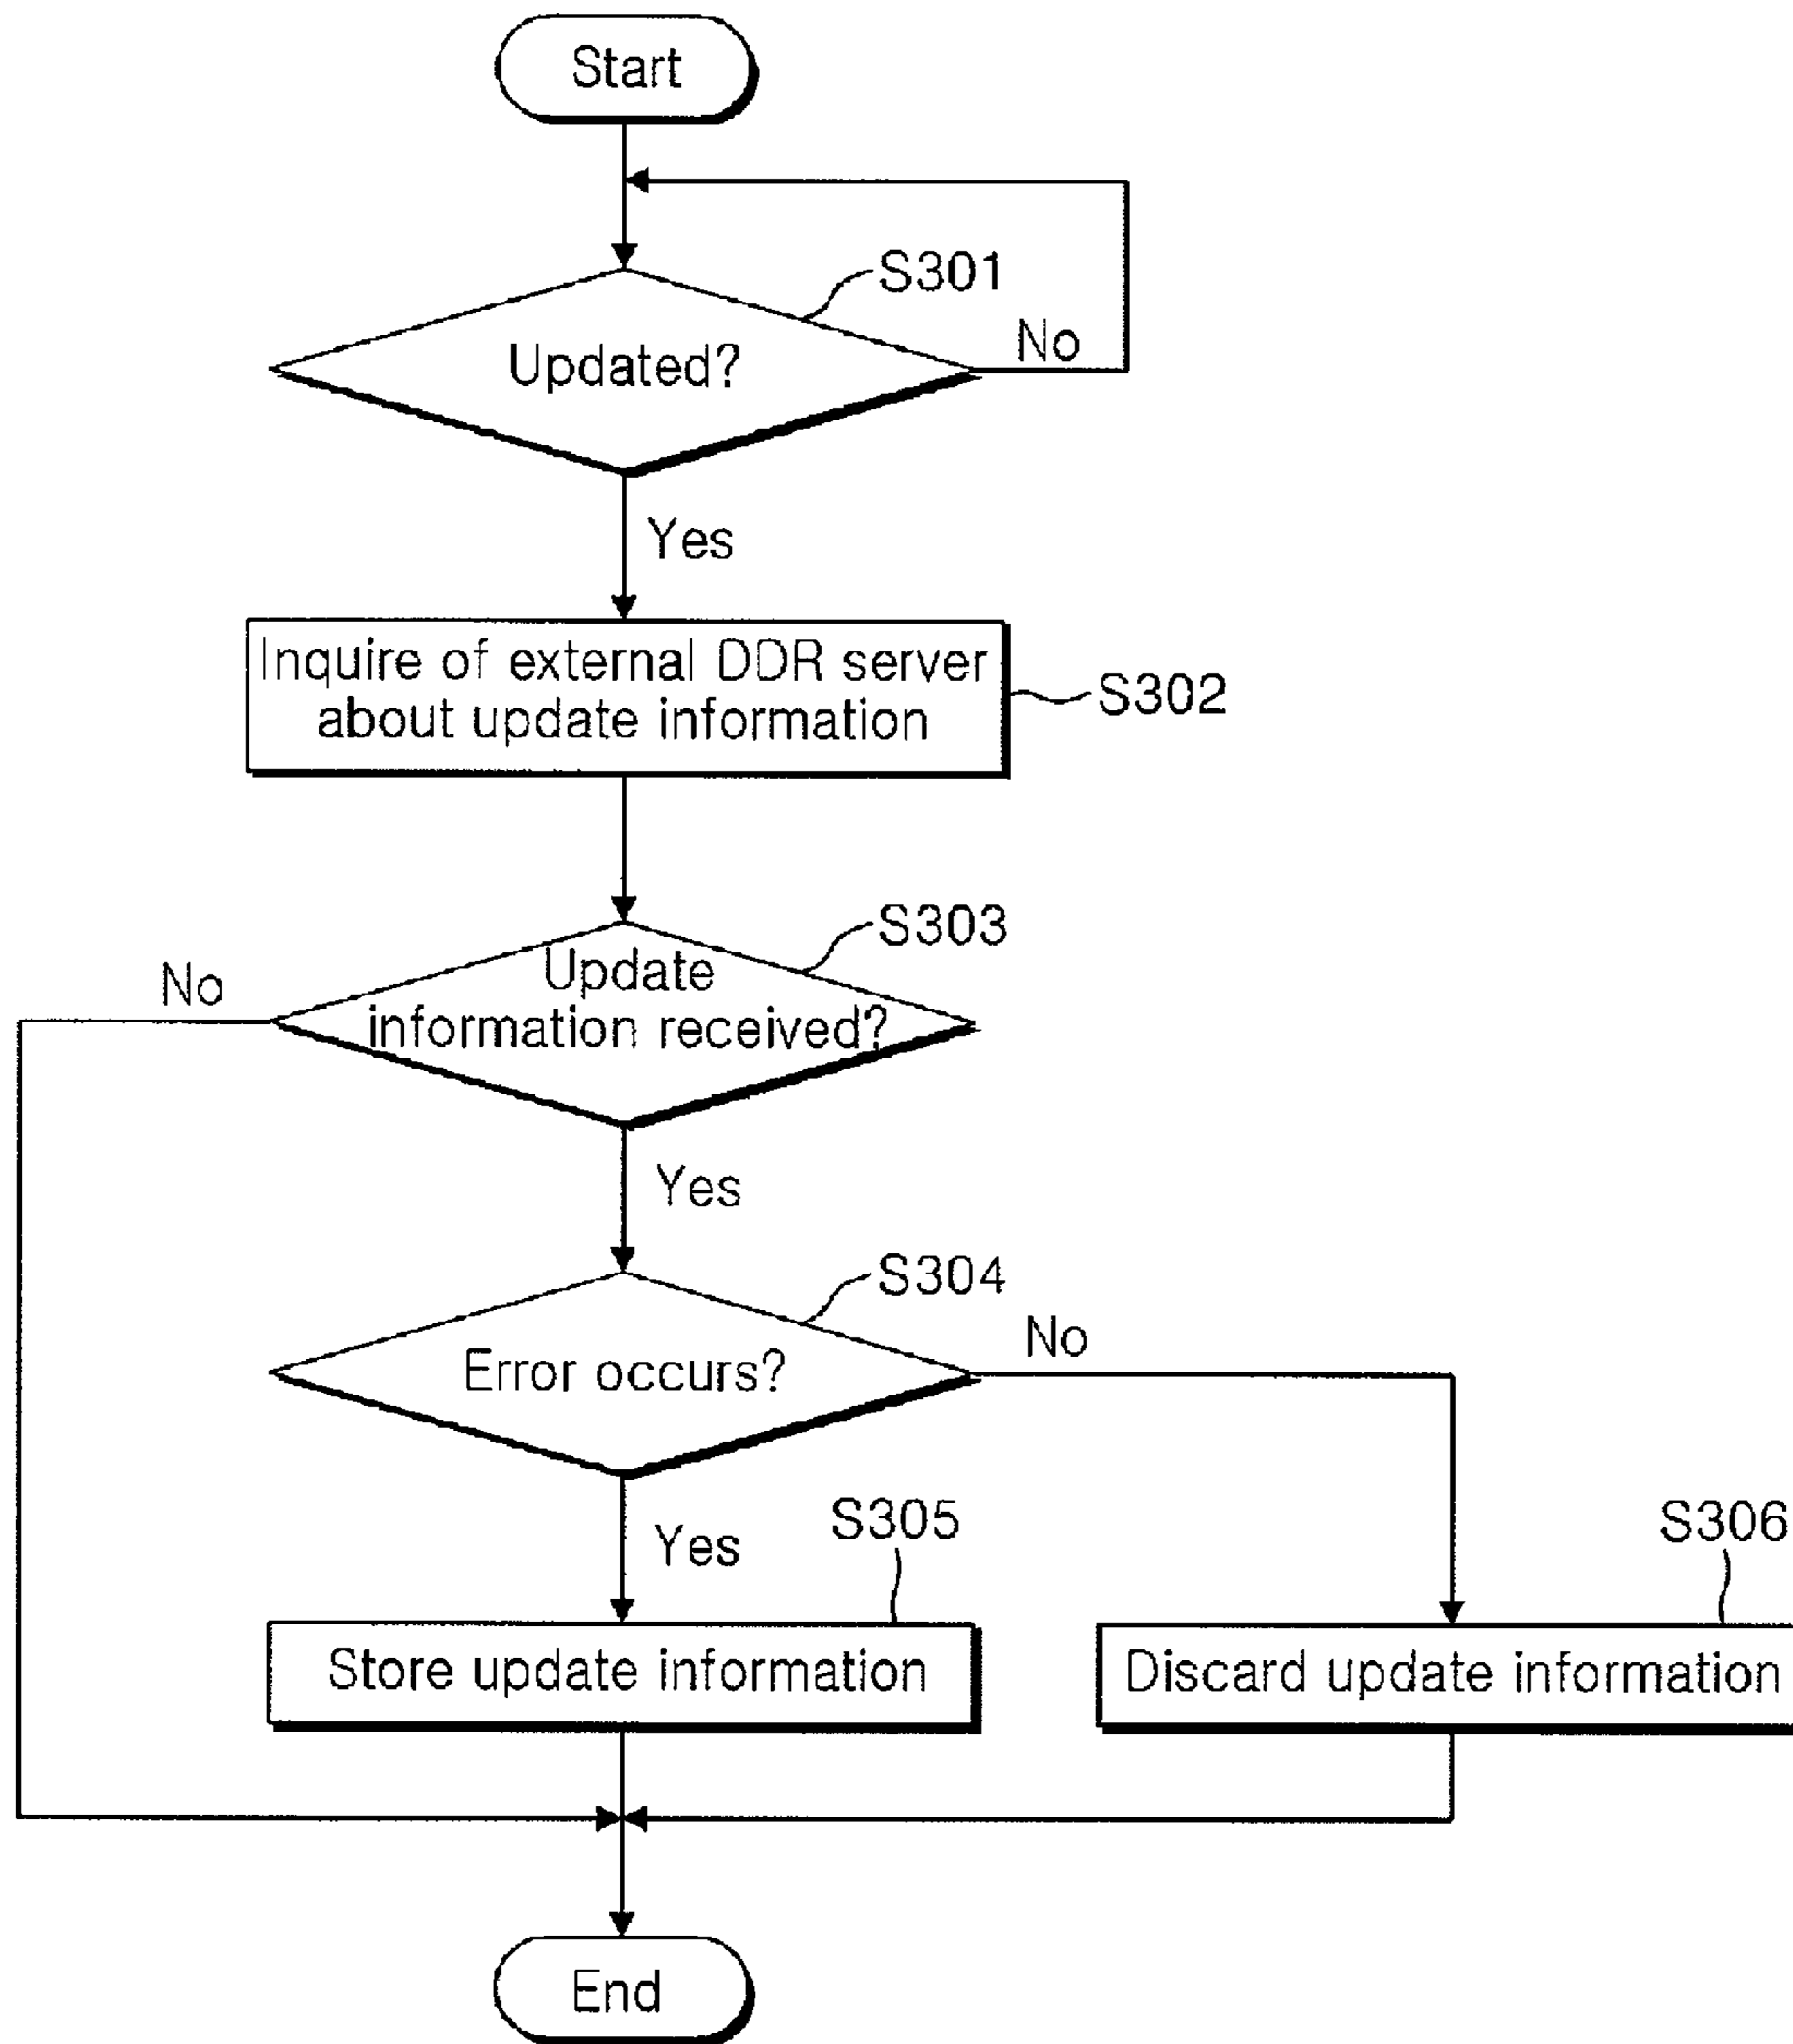 Start
S301
Updated?
No
Yes
Inquire of external DDR server
about update information
S302
S303
No
Update
information received?
Yes
S304
No
Error occurs?
S305
S306
Yes
Store update information
Discard update information
End